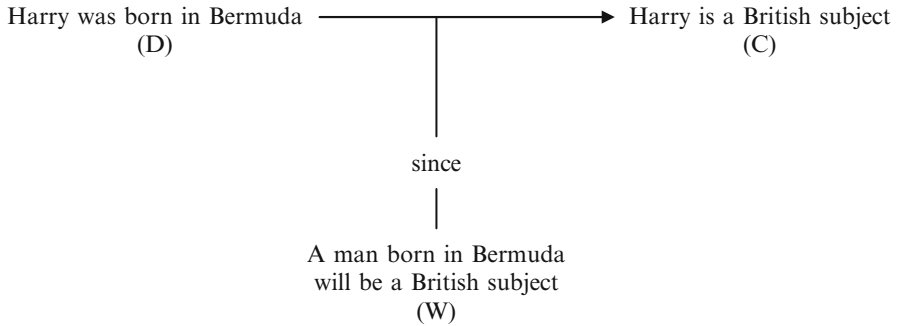 Harry was born in Bermuda
(D)
Harry is a British subject
(C)
since
A man born in Bermuda
will be a British subject
(W)